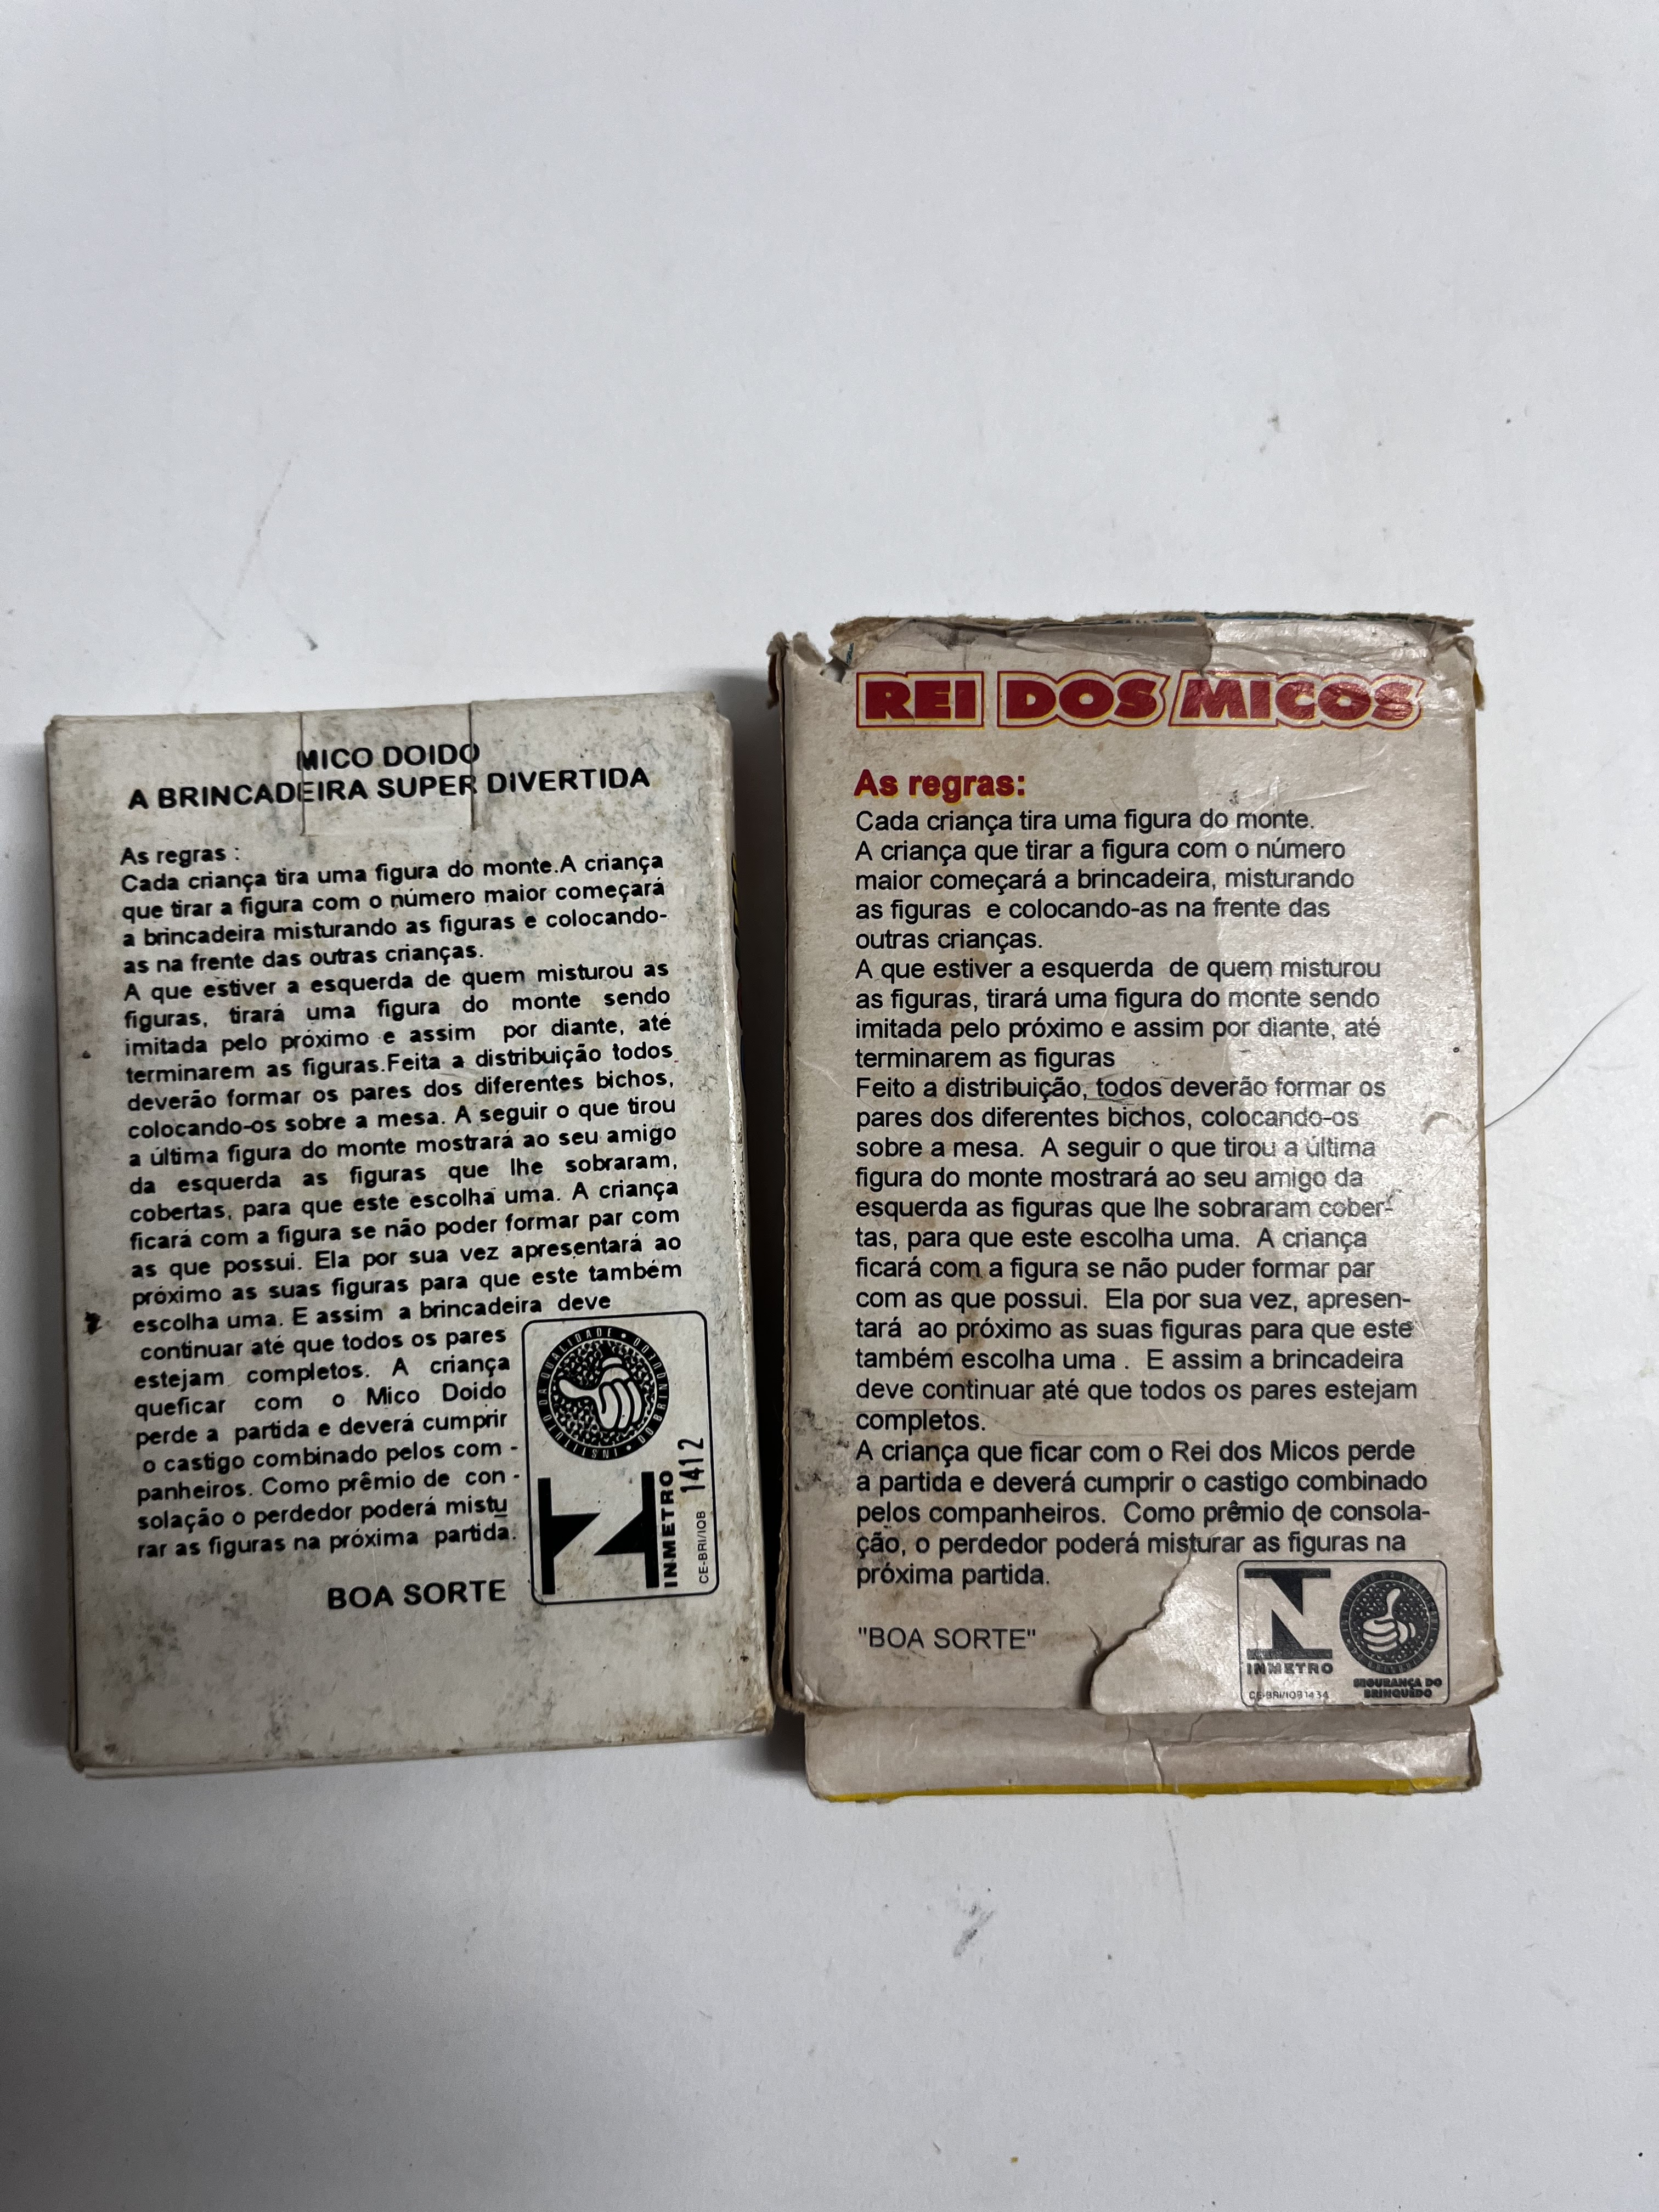 MICO DOIDO
A BRINCADEIRA SUPER DIVERTIDA
As regras :
Cada criança tira uma figura do monte.A criança
que tirar a figura com o número maior começará
a brincadeira misturando as figuras e colocando-
as na frente das outras crianças.
A que estiver a esquerda de quem misturou as
figuras, tirará uma figura do monte sendo
imitada pelo próximo e assim por diante, até
terminarem as figuras.Feita a distribuição todos
deverão formar os pares dos diferentes bichos,
colocando-os sobre a mesa. A seguir o que tirou
a última figura do monte mostrará ao seu amigo
da esquerda as figuras que lhe sobraram,
cobertas, para que este escolha uma. A criança
ficará com a figura se não poder formar par com
as que possui. Ela por sua vez apresentará ao
próximo as suas figuras para que este também
escolha uma. E assim a brincadeira deve
continuar até que todos os pares
estejam completos. A criança
queficar com o Mico Doido
perde a partida e deverá cumprir
o castigo combinado pelos com -
panheiros. Como prêmio de con -
solação o perdedor poderá mistu
rar as figuras na próxima partida.
BOA SORTE
INSTITUTO DA QUALIDADE • DO BRINQUEDO •
INMETRO
CE-BRI/IQB 1412
REI DOS MICOS
As regras:
Cada criança tira uma figura do monte.
A criança que tirar a figura com o número
maior começará a brincadeira, misturando
as figuras e colocando-as na frente das
outras crianças.
A que estiver a esquerda de quem misturou
as figuras, tirará uma figura do monte sendo
imitada pelo próximo e assim por diante, até
terminarem as figuras
Feito a distribuição, todos deverão formar os
pares dos diferentes bichos, colocando-os
sobre a mesa. A seguir o que tirou a última
figura do monte mostrará ao seu amigo da
esquerda as figuras que lhe sobraram cober-
tas, para que este escolha uma. A criança
ficará com a figura se não puder formar par
com as que possui. Ela por sua vez, apresen-
tará ao próximo as suas figuras para que este
também escolha uma . E assim a brincadeira
deve continuar até que todos os pares estejam
completos.
A criança que ficar com o Rei dos Micos perde
a partida e deverá cumprir o castigo combinado
pelos companheiros. Como prêmio de consola-
ção, o perdedor poderá misturar as figuras na
próxima partida.
"BOA SORTE"
INMETRO
CE-BRI/IQB1434
SEGURANÇA DO
BRINQUEDO